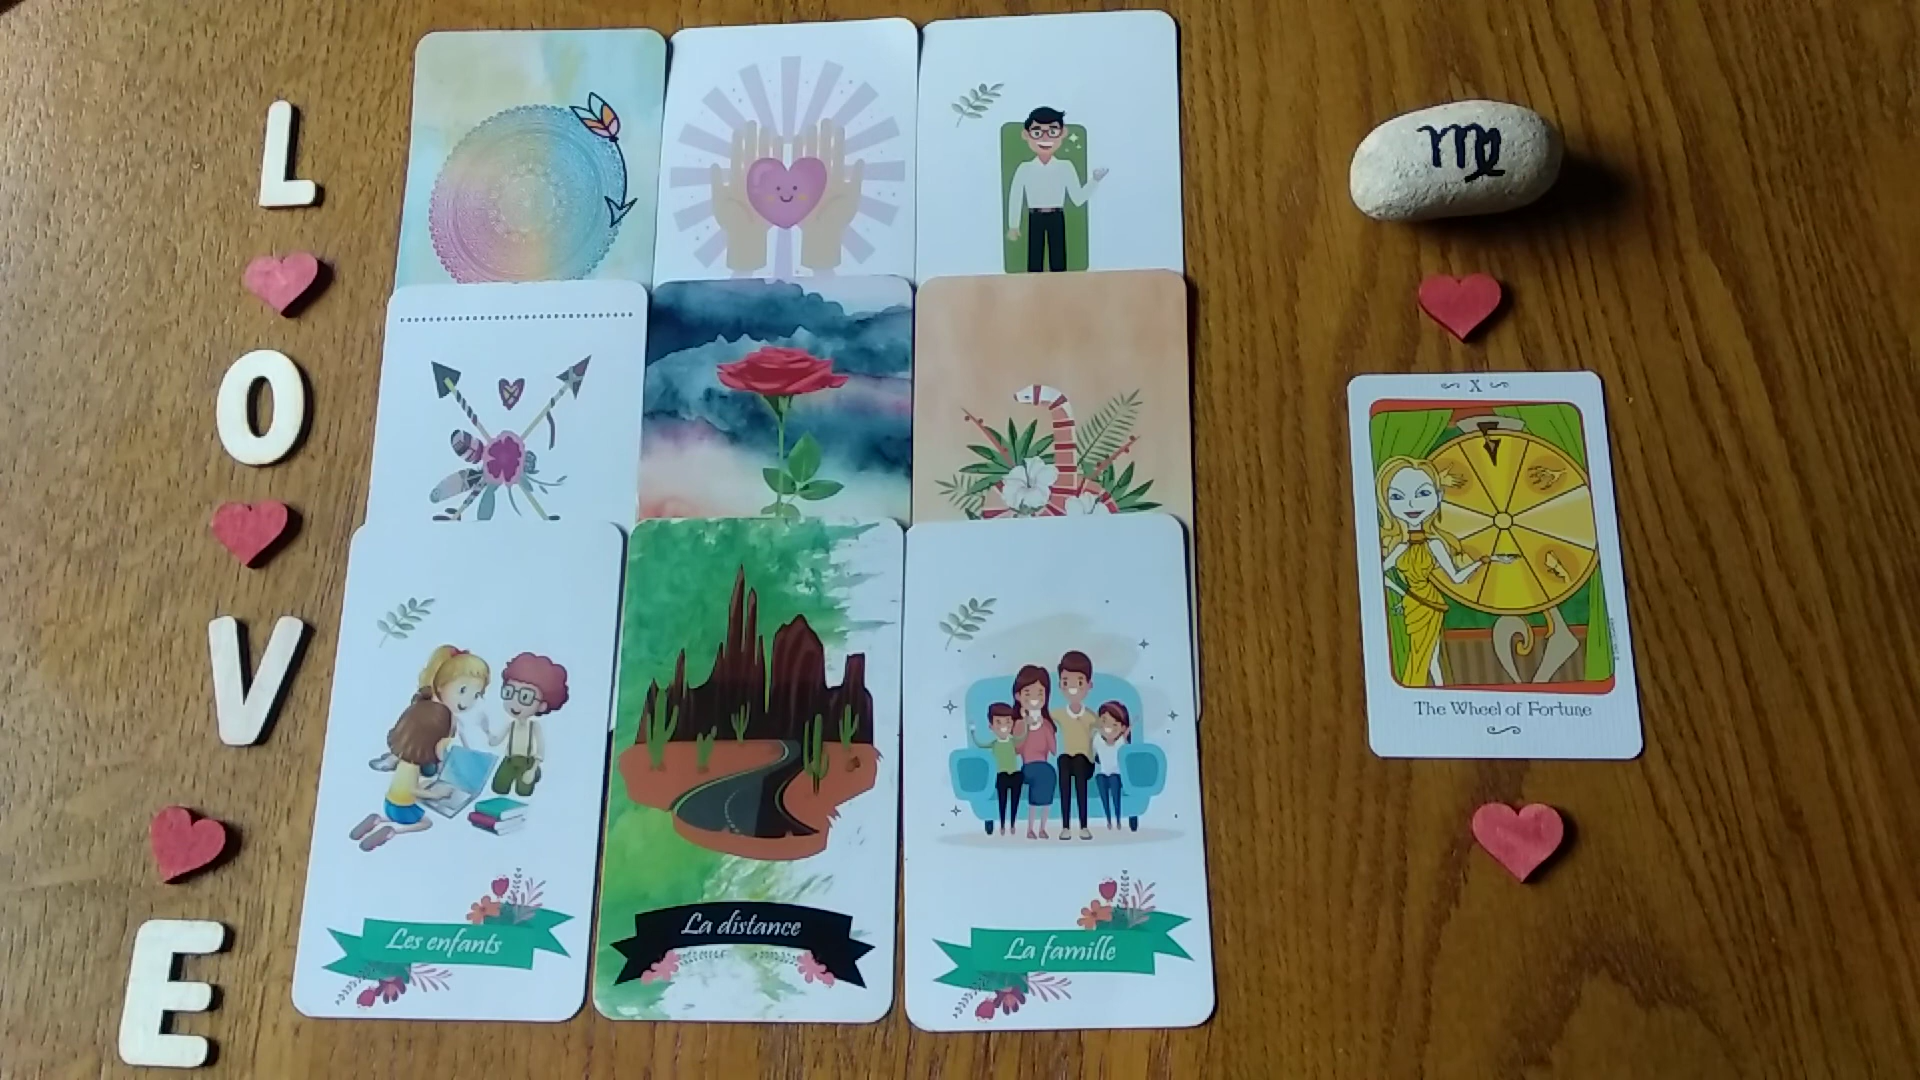 L
O
V
E
♍
X
The Wheel of Fortune
Les enfants
La distance
La famille